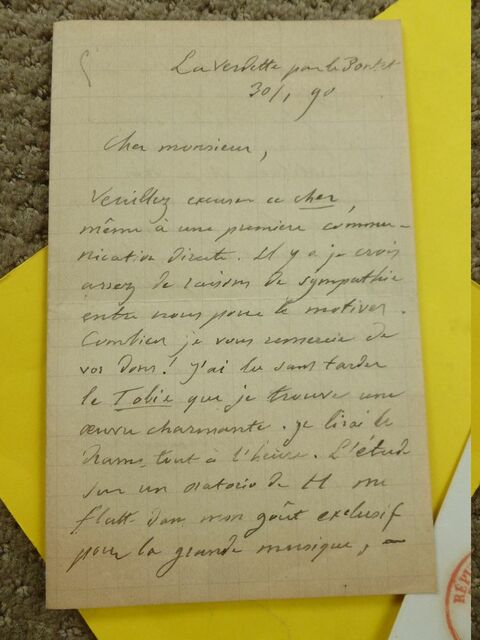 La Verdette par le Pontet
30/1 90
Cher monsieur,
Veuillez excuser ce cher,
même à une première commu-
nication directe. Il y a je crois
assez de raisons de sympathie
entre nous pour le motiver.
Combien je vous remercie de
vos dons! J'ai lu sans tarder
le Tobie que je trouve une
œuvre charmante. Je lirai le
drame tout à l'heure. L'étude
sur un oratorio de H me
flatte dans mon goût exclusif
pour la grande musique, —
RÉP